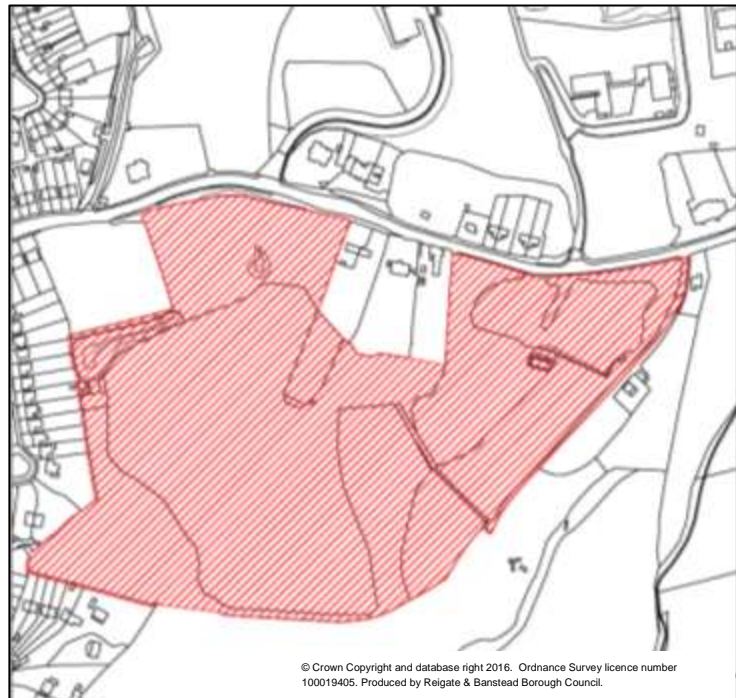 © Crown Copyright and database right 2016. Ordnance Survey licence number
100019405. Produced by Reigate & Banstead Borough Council.